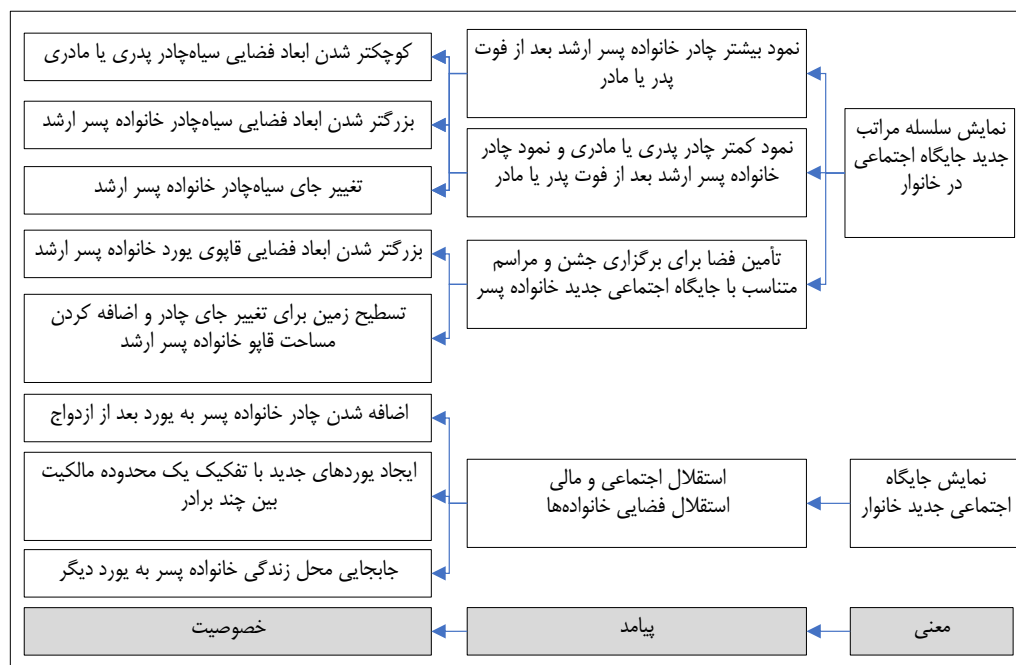 نمایش سلسله مراتب
جدید جایگاه اجتماعی
در خانوار
نمود بیشتر چادر خانواده پسر ارشد بعد از فوت
پدر یا مادر
نمود کمتر چادر پدری یا مادری و نمود چادر
خانواده پسر ارشد بعد از فوت پدر یا مادر
تأمین فضا برای برگزاری جشن و مراسم
متناسب با جایگاه اجتماعی جدید خانواده پسر
کوچکتر شدن ابعاد فضایی سیاه‌چادر پدری یا مادری
بزرگتر شدن ابعاد فضایی سیاه‌چادر خانواده پسر ارشد
تغییر جای سیاه‌چادر خانواده پسر ارشد
بزرگتر شدن ابعاد فضایی قاپوی یورد خانواده پسر ارشد
تسطیح زمین برای تغییر جای چادر و اضافه کردن
مساحت قاپو خانواده پسر ارشد
نمایش جایگاه
اجتماعی جدید خانوار
استقلال اجتماعی و مالی
استقلال فضایی خانواده‌ها
اضافه شدن چادر خانواده پسر به یورد بعد از ازدواج
ایجاد یوردهای جدید با تفکیک یک محدوده مالکیت
بین چند برادر
جابجایی محل زندگی خانواده پسر به یورد دیگر
معنی
پیامد
خصوصیت